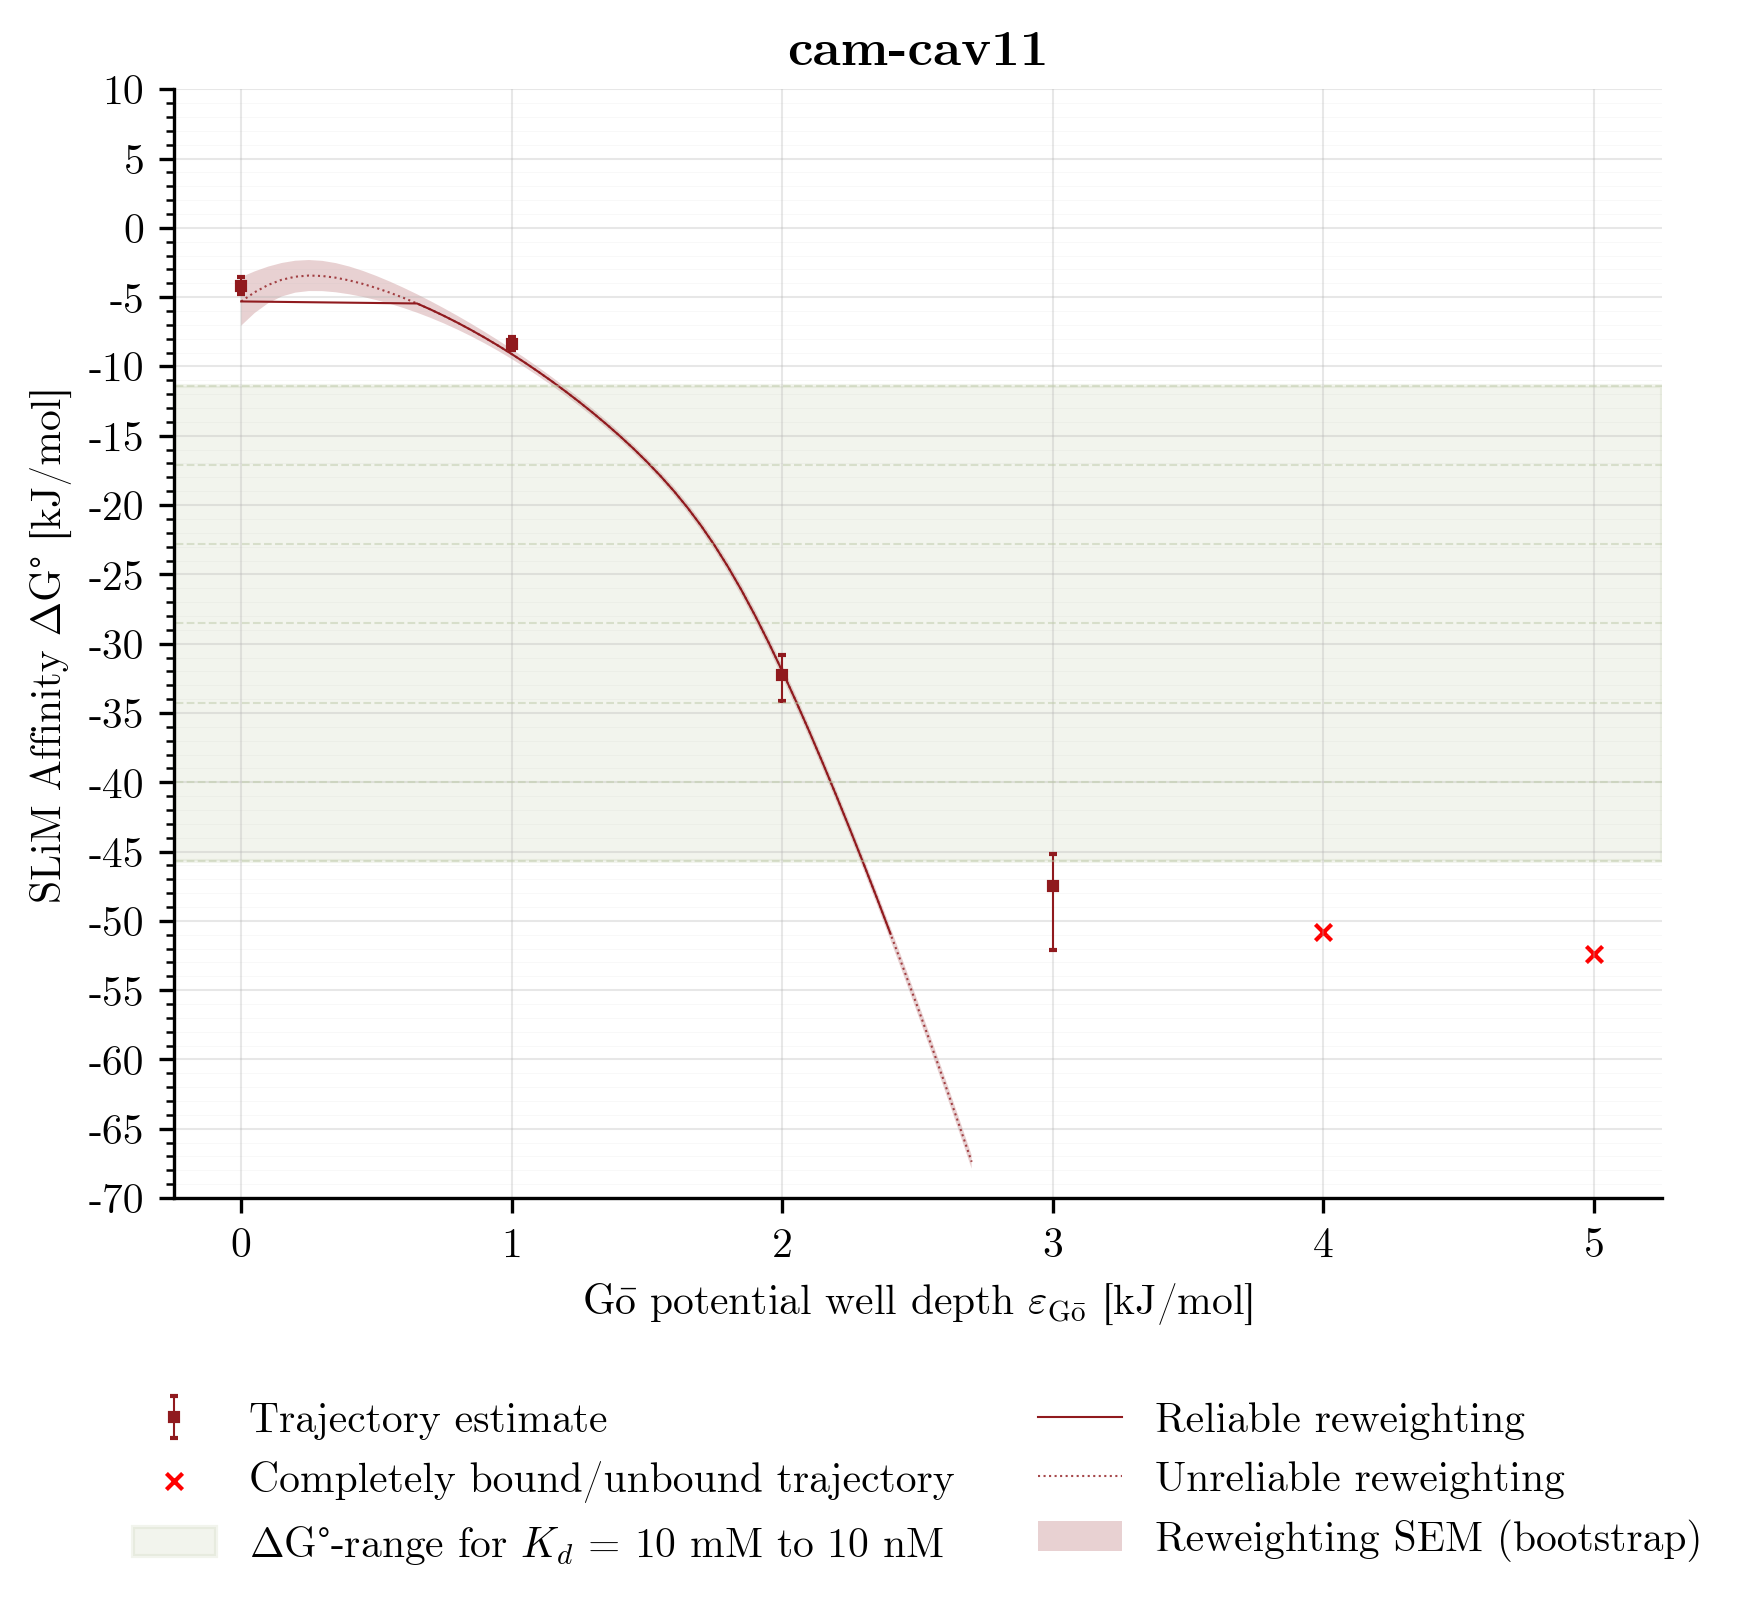 cam-cav11
10
5
0
-5
-10
-15
-20
-25
-30
-35
-40
-45
-50
-55
-60
-65
-70
SLiM Affinity ΔG° [kJ/mol]
0 1 2 3 4 5
Gō potential well depth ε_Gō [kJ/mol]
Trajectory estimate
Completely bound/unbound trajectory
ΔG°-range for K_d = 10 mM to 10 nM
Reliable reweighting
Unreliable reweighting
Reweighting SEM (bootstrap)